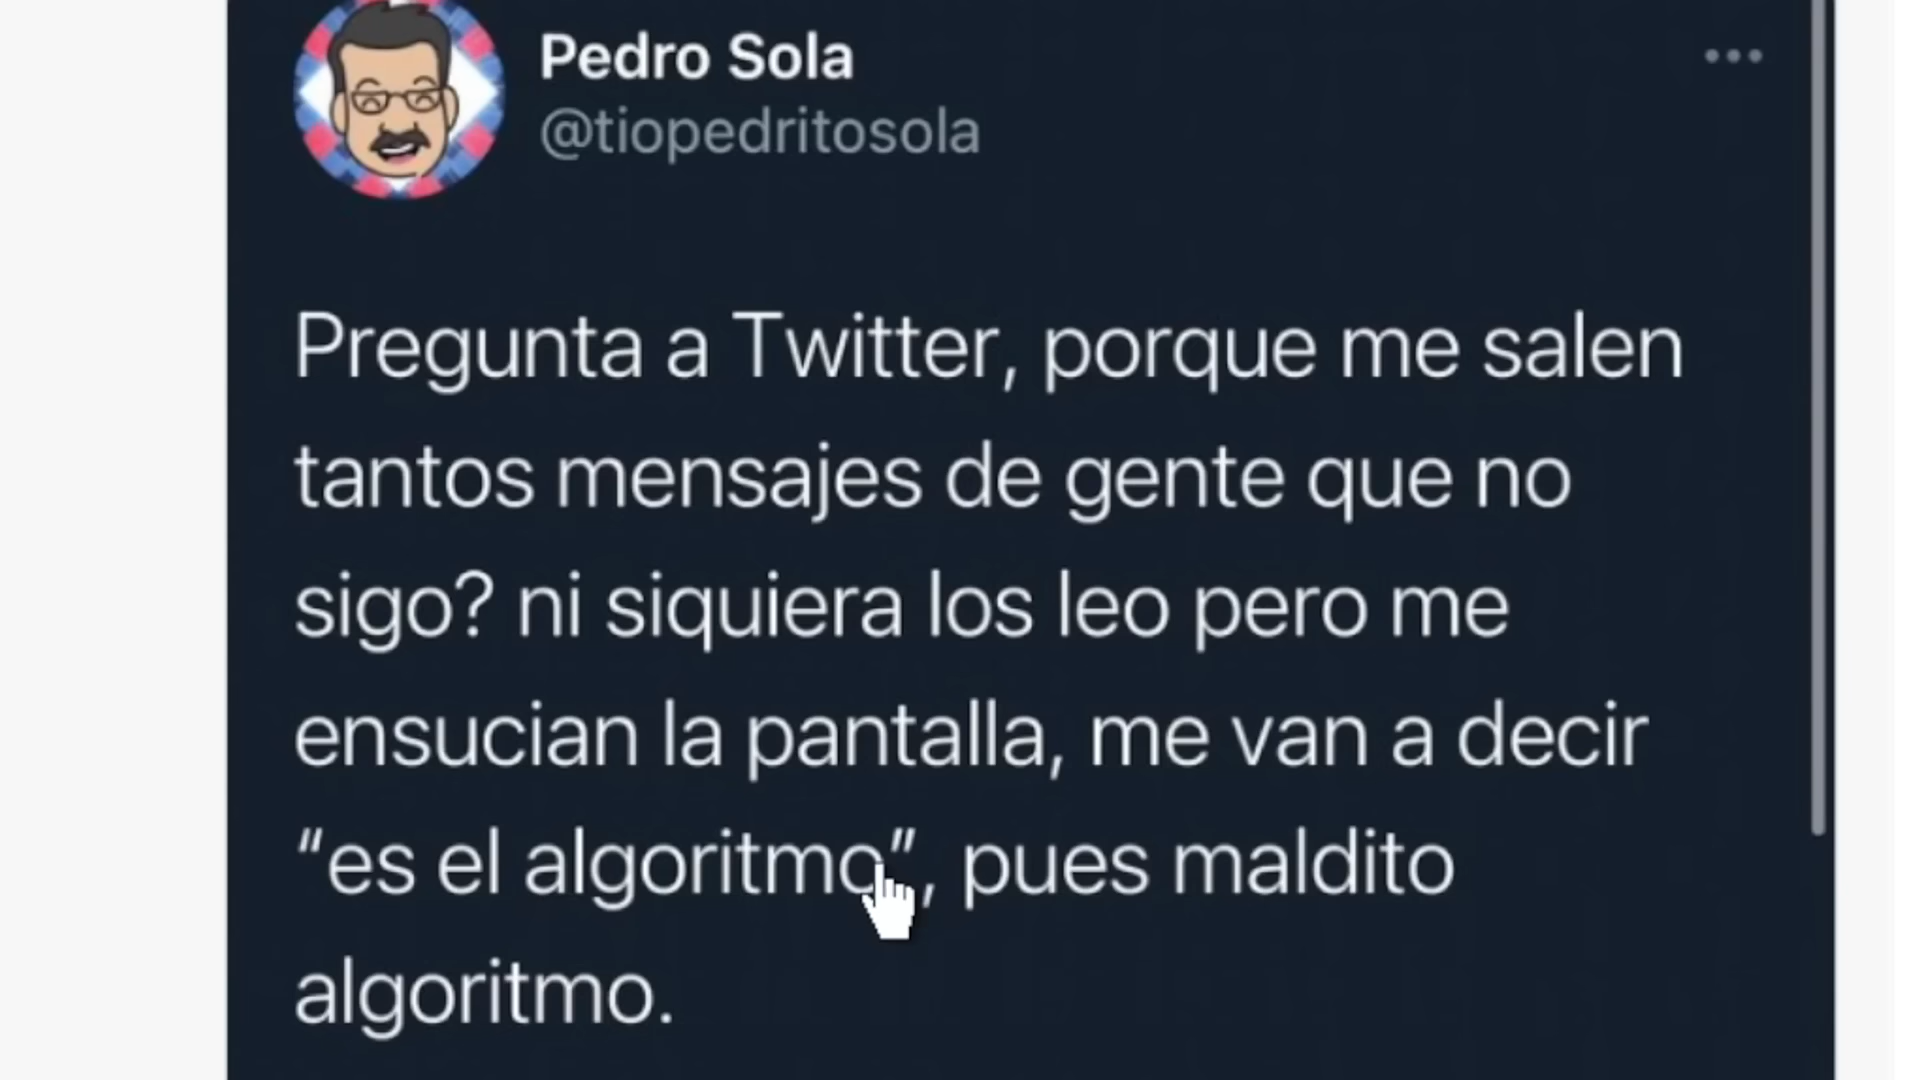 Pedro Sola
@tiopedritosola
Pregunta a Twitter, porque me salen
tantos mensajes de gente que no
sigo? ni siquiera los leo pero me
ensucian la pantalla, me van a decir
“es el algoritmo”, pues maldito
algoritmo.